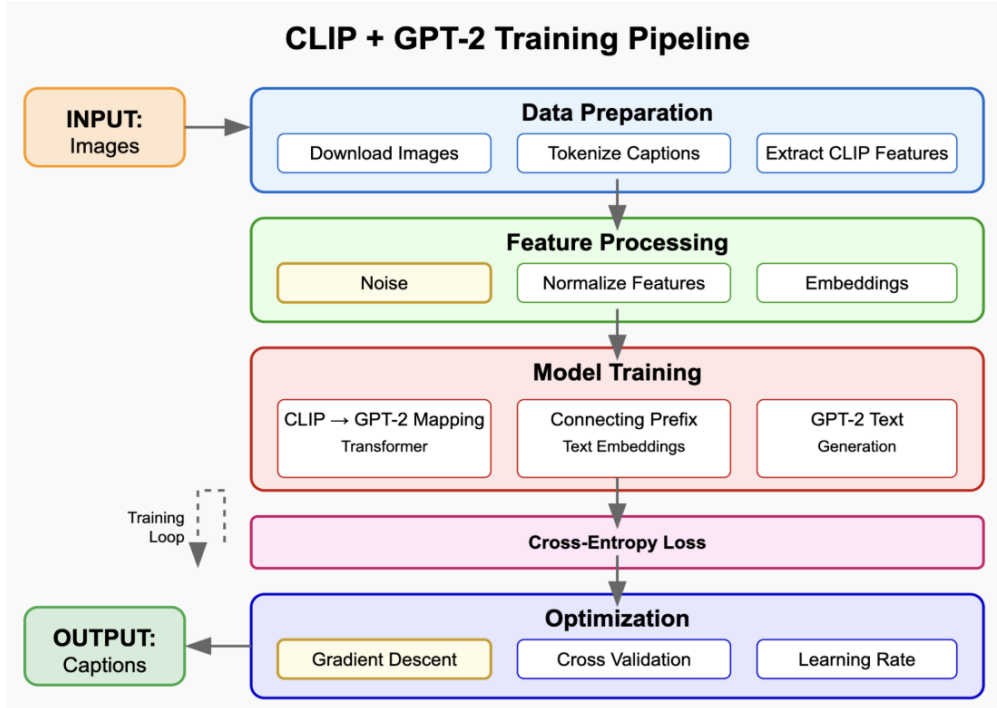 CLIP + GPT-2 Training Pipeline
INPUT:
Images
Data Preparation
Download Images
Tokenize Captions
Extract CLIP Features
Feature Processing
Noise
Normalize Features
Embeddings
Model Training
CLIP → GPT-2 Mapping
Transformer
Connecting Prefix
Text Embeddings
GPT-2 Text
Generation
Training
Loop
Cross-Entropy Loss
Optimization
Gradient Descent
Cross Validation
Learning Rate
OUTPUT:
Captions